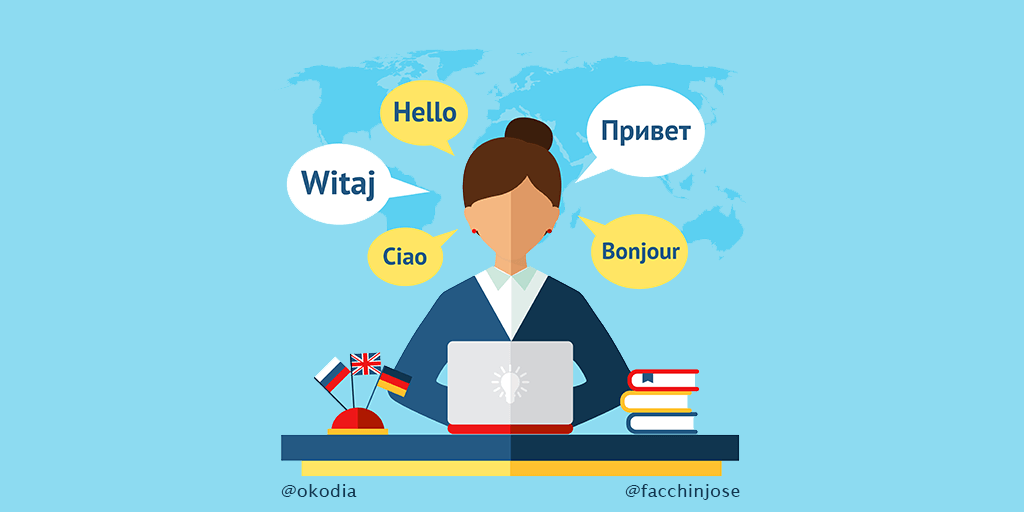 Hello
Привет
Witaj
Ciao
Bonjour
@okodia
@facchinjose